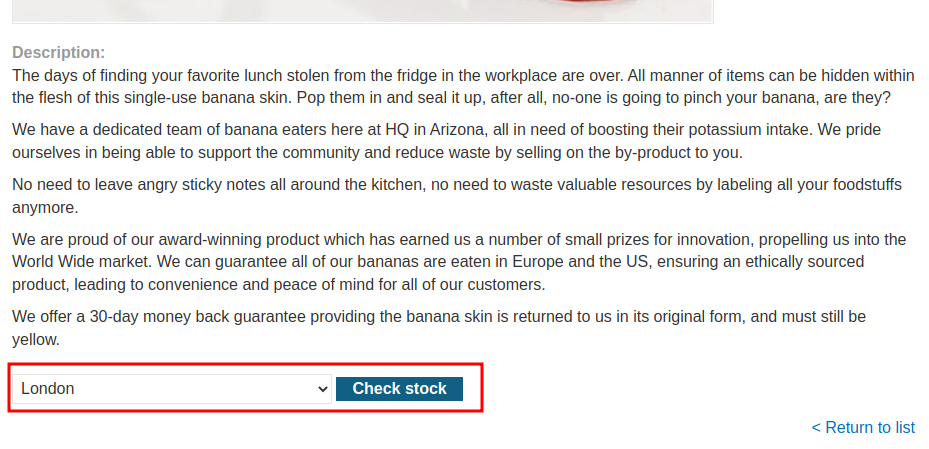 Description:
The days of finding your favorite lunch stolen from the fridge in the workplace are over. All manner of items can be hidden within
the flesh of this single-use banana skin. Pop them in and seal it up, after all, no-one is going to pinch your banana, are they?
We have a dedicated team of banana eaters here at HQ in Arizona, all in need of boosting their potassium intake. We pride
ourselves in being able to support the community and reduce waste by selling on the by-product to you.
No need to leave angry sticky notes all around the kitchen, no need to waste valuable resources by labeling all your foodstuffs
anymore.
We are proud of our award-winning product which has earned us a number of small prizes for innovation, propelling us into the
World Wide market. We can guarantee all of our bananas are eaten in Europe and the US, ensuring an ethically sourced
product, leading to convenience and peace of mind for all of our customers.
We offer a 30-day money back guarantee providing the banana skin is returned to us in its original form, and must still be
yellow.
London Check stock
< Return to list